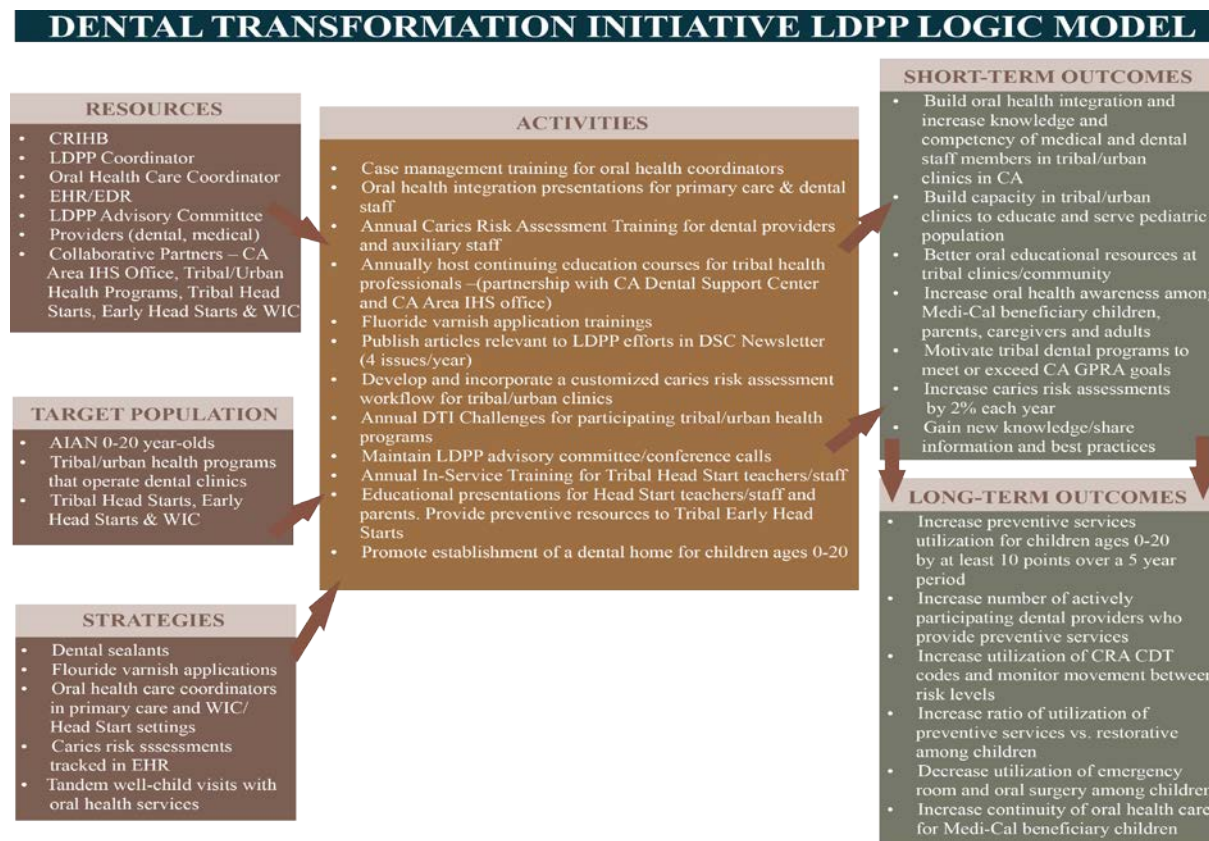 DENTAL TRANSFORMATION INITIATIVE LDPP LOGIC MODEL
RESOURCES
• CRIHB
• LDPP Coordinator
• Oral Health Care Coordinator
• EHR/EDR
• LDPP Advisory Committee
• Providers (dental, medical)
• Collaborative Partners – CA
Area IHS Office, Tribal/Urban
Health Programs, Tribal Head
Starts, Early Head Starts & WIC
TARGET POPULATION
• AIAN 0-20 year-olds
• Tribal/urban health programs
that operate dental clinics
• Tribal Head Starts, Early
Head Starts & WIC
STRATEGIES
• Dental sealants
• Flouride varnish applications
• Oral health care coordinators
in primary care and WIC/
Head Start settings
• Caries risk sssessments
tracked in EHR
• Tandem well-child visits with
oral health services
ACTIVITIES
• Case management training for oral health coordinators
• Oral health integration presentations for primary care & dental
staff
• Annual Caries Risk Assessment Training for dental providers
and auxiliary staff
• Annually host continuing education courses for tribal health
professionals –(partnership with CA Dental Support Center
and CA Area IHS office)
• Fluoride varnish application trainings
• Publish articles relevant to LDPP efforts in DSC Newsletter
(4 issues/year)
• Develop and incorporate a customized caries risk assessment
workflow for tribal/urban clinics
• Annual DTI Challenges for participating tribal/urban health
programs
• Maintain LDPP advisory committee/conference calls
• Annual In-Service Training for Tribal Head Start teachers/staff
• Educational presentations for Head Start teachers/staff and
parents. Provide preventive resources to Tribal Early Head
Starts
• Promote establishment of a dental home for children ages 0-20
SHORT-TERM OUTCOMES
• Build oral health integration and
increase knowledge and
competency of medical and dental
staff members in tribal/urban
clinics in CA
• Build capacity in tribal/urban
clinics to educate and serve pediatric
population
• Better oral educational resources at
tribal clinics/community
• Increase oral health awareness among
Medi-Cal beneficiary children,
parents, caregivers and adults
• Motivate tribal dental programs to
meet or exceed CA GPRA goals
• Increase caries risk assessments
by 2% each year
• Gain new knowledge/share
information and best practices
LONG-TERM OUTCOMES
• Increase preventive services
utilization for children ages 0-20
by at least 10 points over a 5 year
period
• Increase number of actively
participating dental providers who
provide preventive services
• Increase utilization of CRA CDT
codes and monitor movement between
risk levels
• Increase ratio of utilization of
preventive services vs. restorative
among children
• Decrease utilization of emergency
room and oral surgery among children
• Increase continuity of oral health care
for Medi-Cal beneficiary children